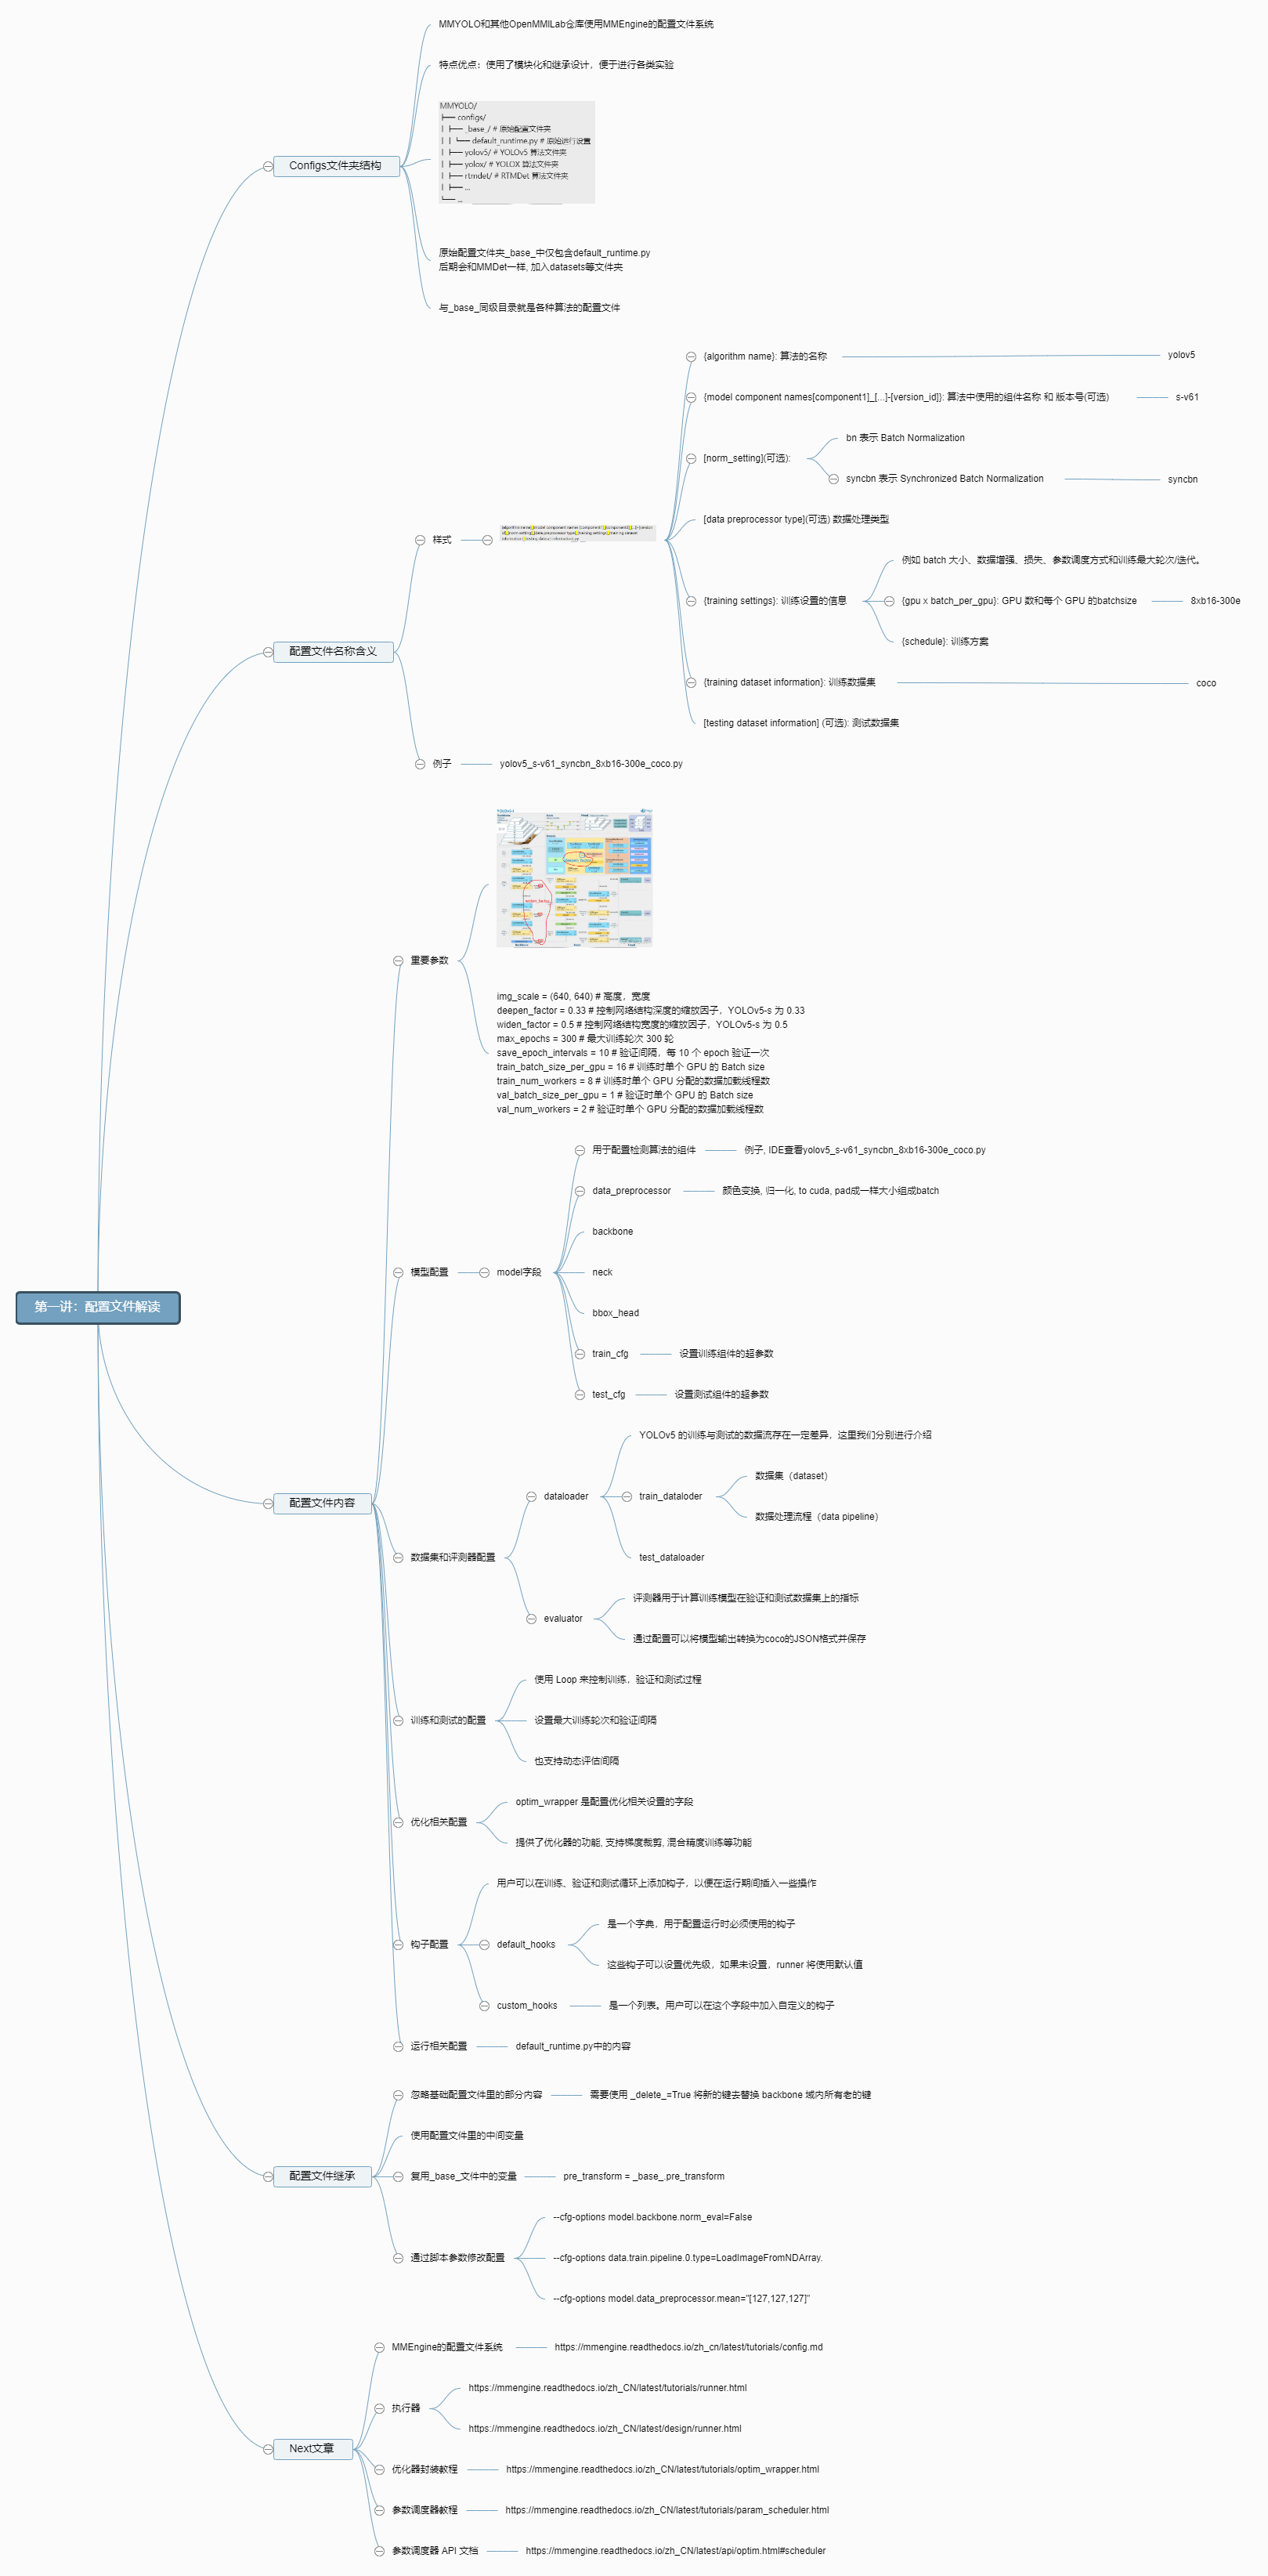 MMYOLO和其他OpenMMlLab仓库使用MMEngine的配置文件系统
特点优点：使用了模块化和继承设计，便于进行各类实验
MMYOLO/
├── configs/
│ ├── _base_/ # 原始配置文件夹
│ │ └── default_runtime.py # 原始运行设置
│ ├── yolov5/ # YOLOv5 算法文件夹
│ ├── yolox/ # YOLOX 算法文件夹
│ ├── rtmdet/ # RTMDet 算法文件夹
│ ├── ...
└── ...
Configs文件夹结构
原始配置文件夹_base_中仅包含default_runtime.py
后期会和MMDet一样, 加入datasets等文件夹
与_base_同级目录就是各种算法的配置文件
{algorithm name}: 算法的名称
yolov5
{model component names[component1]_[...]-[version_id]}: 算法中使用的组件名称 和 版本号(可选)
s-v61
[norm_setting](可选):
bn 表示 Batch Normalization
syncbn 表示 Synchronized Batch Normalization
syncbn
[data preprocessor type](可选) 数据处理类型
样式
{training settings}: 训练设置的信息
例如 batch 大小、数据增强、损失、参数调度方式和训练最大轮次/迭代。
{gpu x batch_per_gpu}: GPU 数和每个 GPU 的batchsize
8xb16-300e
{schedule}: 训练方案
配置文件名称含义
{training dataset information}: 训练数据集
coco
[testing dataset information] (可选): 测试数据集
例子
yolov5_s-v61_syncbn_8xb16-300e_coco.py
重要参数
img_scale = (640, 640) # 高度，宽度
deepen_factor = 0.33 # 控制网络结构深度的缩放因子，YOLOv5-s 为 0.33
widen_factor = 0.5 # 控制网络结构宽度的缩放因子，YOLOv5-s 为 0.5
max_epochs = 300 # 最大训练轮次 300 轮
save_epoch_intervals = 10 # 验证间隔，每 10 个 epoch 验证一次
train_batch_size_per_gpu = 16 # 训练时单个 GPU 的 Batch size
train_num_workers = 8 # 训练时单个 GPU 分配的数据加载线程数
val_batch_size_per_gpu = 1 # 验证时单个 GPU 的 Batch size
val_num_workers = 2 # 验证时单个 GPU 分配的数据加载线程数
用于配置检测算法的组件
例子, IDE查看yolov5_s-v61_syncbn_8xb16-300e_coco.py
data_preprocessor
颜色变换, 归一化, to cuda, pad成一样大小组成batch
backbone
模型配置
model字段
neck
bbox_head
train_cfg
设置训练组件的超参数
test_cfg
设置测试组件的超参数
第一讲：配置文件解读
YOLOv5 的训练与测试的数据流存在一定差异，这里我们分别进行介绍
dataloader
train_dataloder
数据集（dataset）
数据处理流程（data pipeline）
配置文件内容
数据集和评测器配置
test_dataloader
evaluator
评测器用于计算训练模型在验证和测试数据集上的指标
通过配置可以将模型输出转换为coco的JSON格式并保存
使用 Loop 来控制训练，验证和测试过程
训练和测试的配置
设置最大训练轮次和验证间隔
也支持动态评估间隔
优化相关配置
optim_wrapper 是配置优化相关设置的字段
提供了优化器的功能, 支持梯度裁剪, 混合精度训练等功能
用户可以在训练、验证和测试循环上添加钩子，以便在运行期间插入一些操作
钩子配置
default_hooks
是一个字典，用于配置运行时必须使用的钩子
这些钩子可以设置优先级，如果未设置，runner 将使用默认值
custom_hooks
是一个列表。用户可以在这个字段中加入自定义的钩子
运行相关配置
default_runtime.py中的内容
忽略基础配置文件里的部分内容
需要使用 _delete_=True 将新的键去替换 backbone 域内所有老的键
使用配置文件里的中间变量
配置文件继承
复用_base_文件中的变量
pre_transform = _base_.pre_transform
--cfg-options model.backbone.norm_eval=False
通过脚本参数修改配置
--cfg-options data.train.pipeline.0.type=LoadImageFromNDArray.
--cfg-options model.data_preprocessor.mean="[127,127,127]"
MMEngine的配置文件系统
https://mmengine.readthedocs.io/zh_cn/latest/tutorials/config.md
执行器
https://mmengine.readthedocs.io/zh_CN/latest/tutorials/runner.html
https://mmengine.readthedocs.io/zh_CN/latest/design/runner.html
Next文章
优化器封装教程
https://mmengine.readthedocs.io/zh_CN/latest/tutorials/optim_wrapper.html
参数调度器教程
https://mmengine.readthedocs.io/zh_CN/latest/tutorials/param_scheduler.html
参数调度器 API 文档
https://mmengine.readthedocs.io/zh_CN/latest/api/optim.html#scheduler